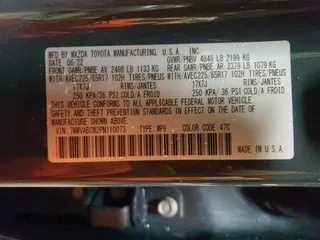 MFD BY MAZDA TOYOTA MANUFACTURING, U.S.A., INC.
DATE 06/22 GVWR/PNBV 4848 LB 2199 KG
FRONT GAWR/PNBE AV 2498 LB 1133 KG REAR GAWR/PNBE AR 2379 LB 1079 KG
WITH/AVEC225/65R17 102H TIRES/PNEUS WITH/AVEC225/65R17 102H TIRES/PNEUS
17X7J RIMS/JANTES 17X7J RIMS/JANTES
250 KPA/36 PSI COLD/A FROID 250 KPA/36 PSI COLD/A FROID
THIS VEHICLE CONFORMS TO ALL APPLICABLE
FEDERAL MOTOR VEHICLE
SAFETY, BUMPER, AND THEFT PREVENTION
STANDARDS IN EFFECT ON THE DATE OF MANUFACTURE
SHOWN ABOVE.
VIN: TYPE: MPV COLOR CODE: 47C
MADE IN U.S.A.